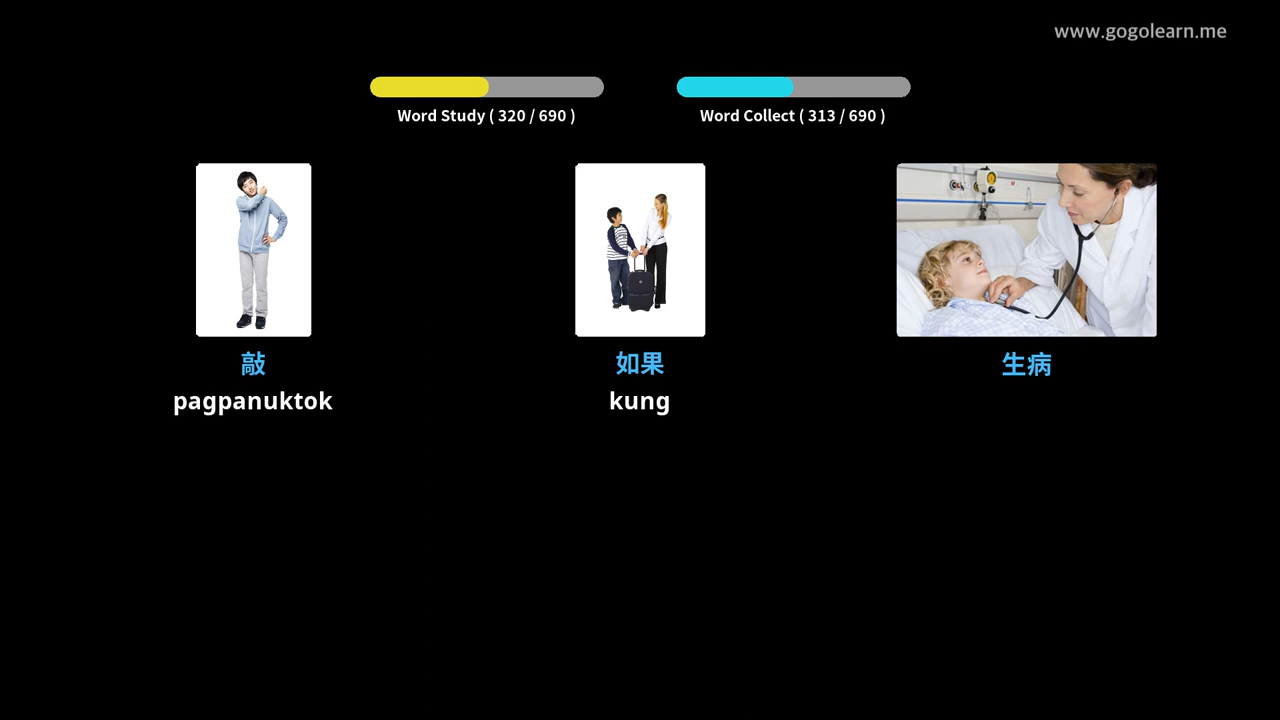 www.gogolearn.me
Word Study ( 320 / 690 )
Word Collect ( 313 / 690 )
敲
如果
生病
pagpanuktok
kung